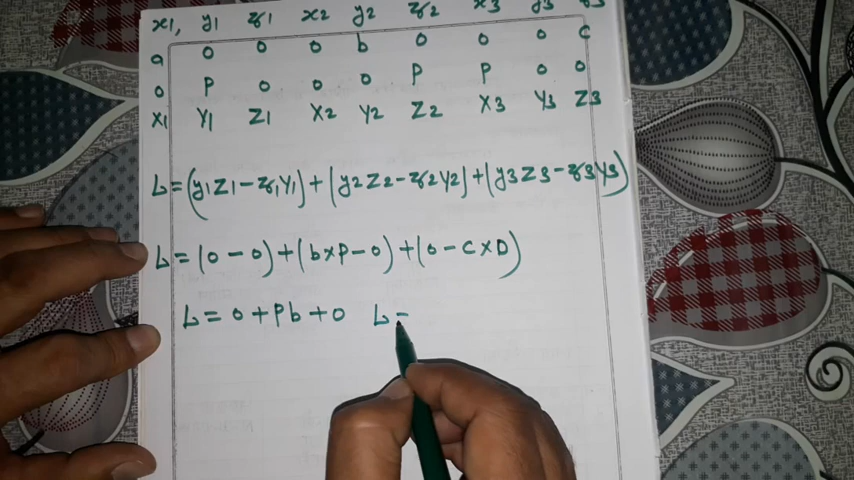 x1, y1 z1 x2 y2 z2 x3 y3 z3
a 0 0 0 b 0 0 0 c
0 P 0 0 0 P P 0 0
X1 Y1 Z1 X2 Y2 Z2 X3 Y3 Z3
L=(y1Z1-z1Y1)+(y2Z2-z2Y2)+(y3Z3-z3Y3)
L=(0-0)+(b×P-0)+(0-C×0)
L=0+Pb+0 L=